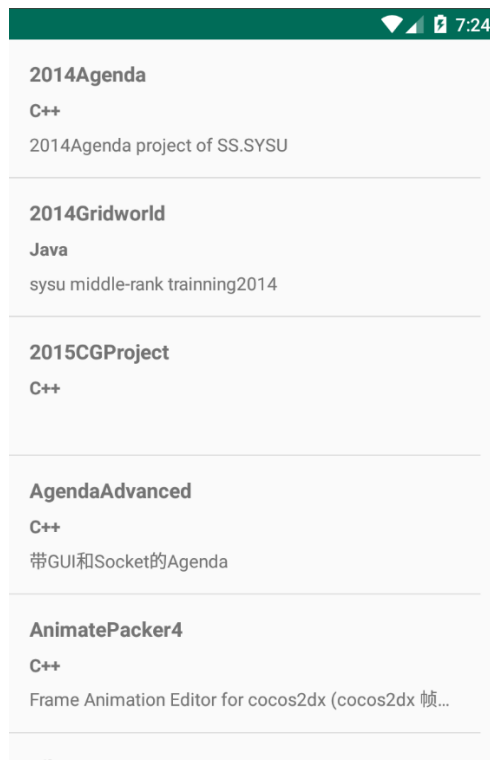 7:24
2014Agenda
C++
2014Agenda project of SS.SYSU
2014Gridworld
Java
sysu middle-rank trainning2014
2015CGProject
C++
AgendaAdvanced
C++
带GUI和Socket的Agenda
AnimatePacker4
C++
Frame Animation Editor for cocos2dx (cocos2dx 帧...